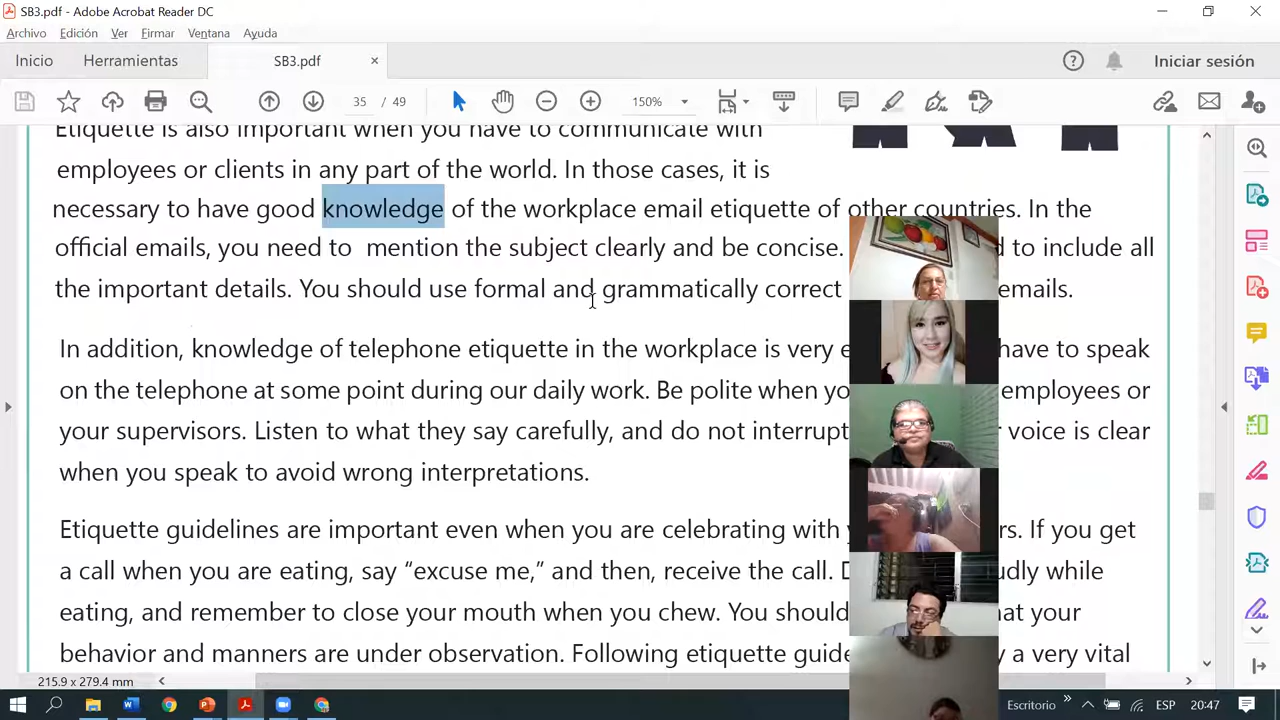 SB3.pdf - Adobe Acrobat Reader DC
Archivo Edición Ver Firmar Ventana Ayuda
Inicio Herramientas SB3.pdf × Iniciar sesión
35 / 49 150%
Etiquette is also important when you have to communicate with
employees or clients in any part of the world. In those cases, it is
necessary to have good knowledge of the workplace email etiquette of other countries. In the
official emails, you need to mention the subject clearly and be concise. to include all
the important details. You should use formal and grammatically correct emails.
In addition, knowledge of telephone etiquette in the workplace is very have to speak
on the telephone at some point during our daily work. Be polite when employees or
your supervisors. Listen to what they say carefully, and do not interrupt voice is clear
when you speak to avoid wrong interpretations.
Etiquette guidelines are important even when you are celebrating with If you get
a call when you are eating, say “excuse me,” and then, receive the call. while
eating, and remember to close your mouth when you chew. You should your
behavior and manners are under observation. Following etiquette a very vital
215.9 x 279.4 mm
Escritorio ESP 20:47